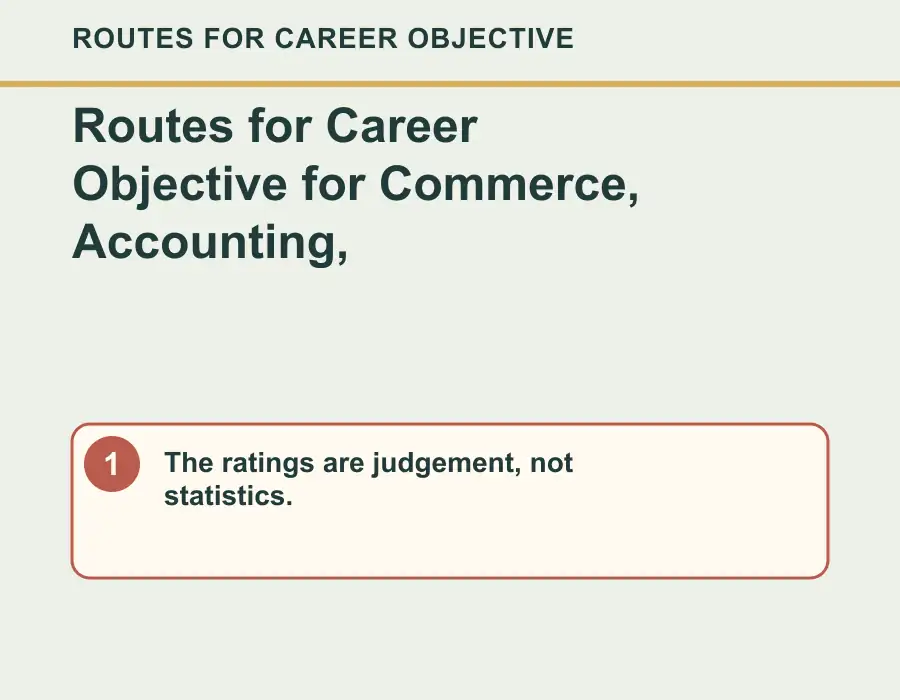 ROUTES FOR CAREER OBJECTIVE
Routes for Career
Objective for Commerce,
Accounting,
1
The ratings are judgement, not
statistics.